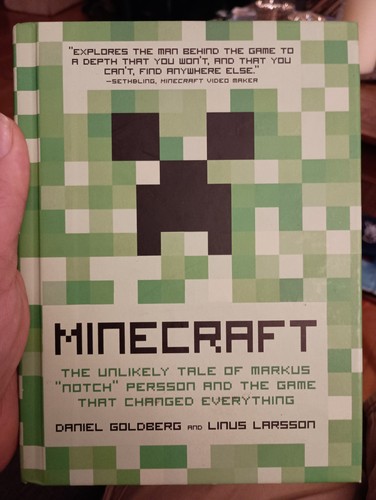 "EXPLORES THE MAN BEHIND THE GAME TO
A DEPTH THAT YOU WON'T, AND THAT YOU
CAN'T, FIND ANYWHERE ELSE."
—SETHBLING, MINECRAFT VIDEO MAKER
MINECRAFT
THE UNLIKELY TALE OF MARKUS
"NOTCH" PERSSON AND THE GAME
THAT CHANGED EVERYTHING
DANIEL GOLDBERG AND LINUS LARSSON